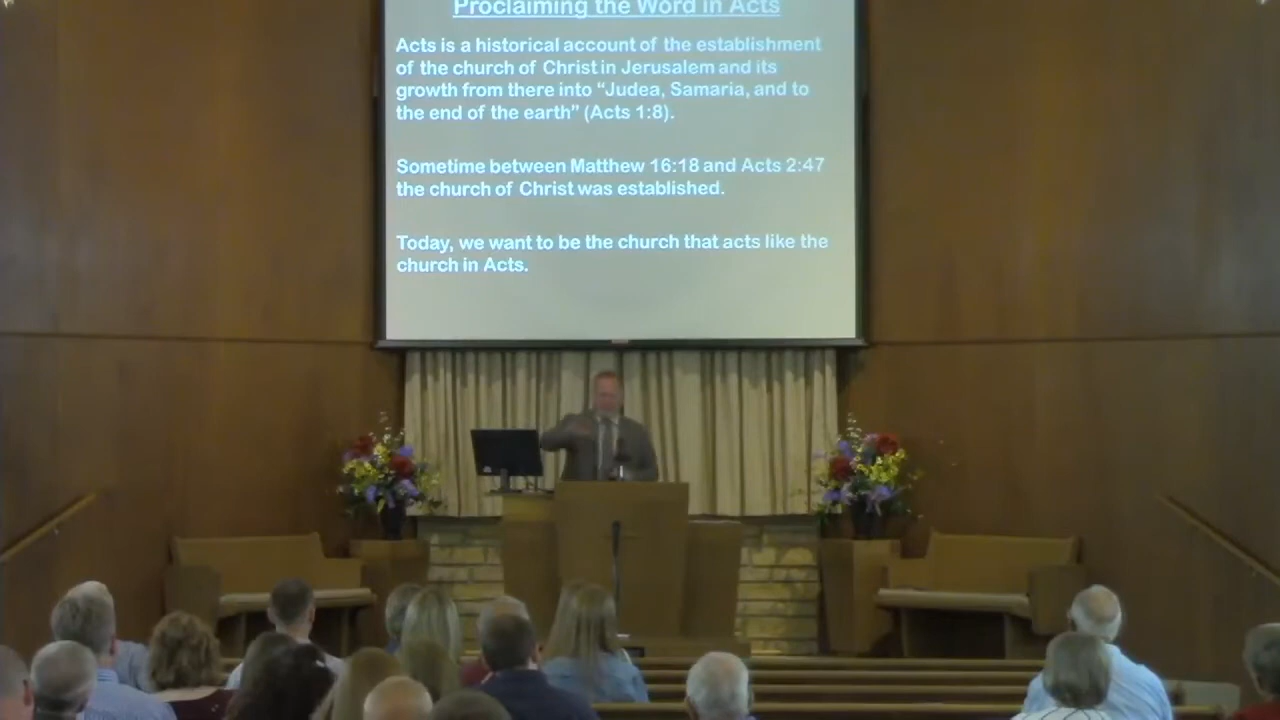 Proclaiming the Word in Acts
Acts is a historical account of the establishment
of the church of Christ in Jerusalem and its
growth from there into “Judea, Samaria, and to
the end of the earth” (Acts 1:8).
Sometime between Matthew 16:18 and Acts 2:47
the church of Christ was established.
Today, we want to be the church that acts like the
church in Acts.